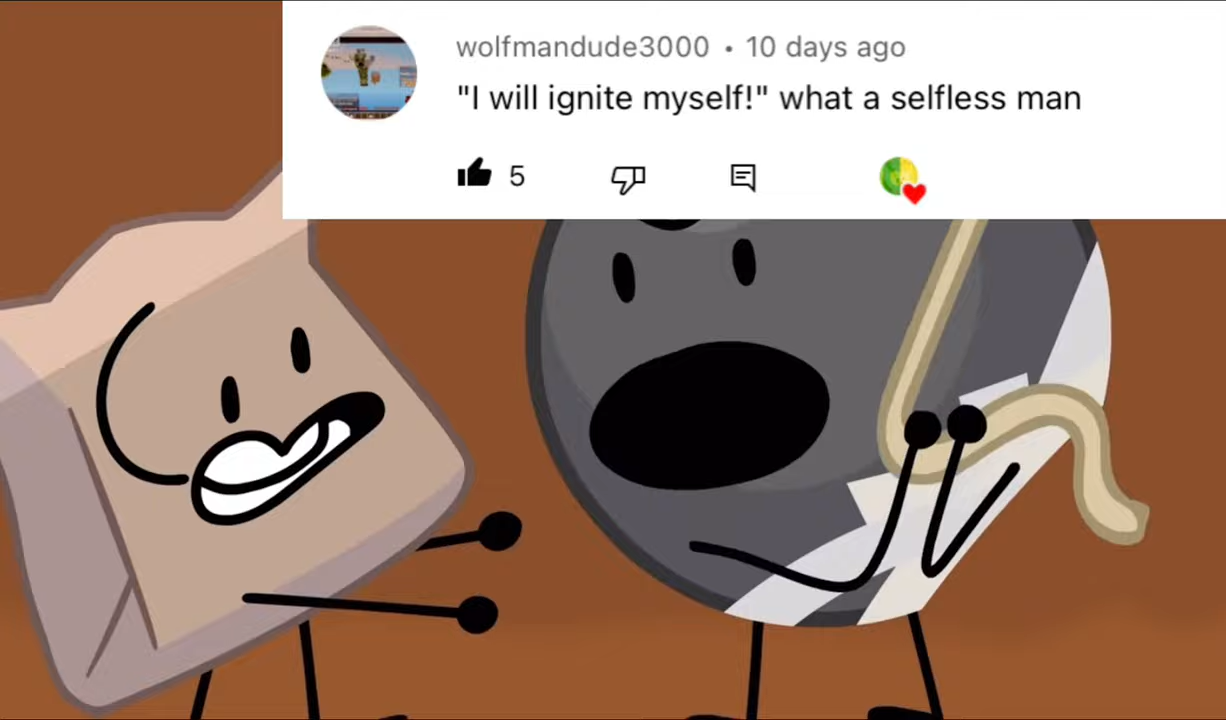 wolfmandude3000 • 10 days ago
"I will ignite myself!" what a selfless man
5